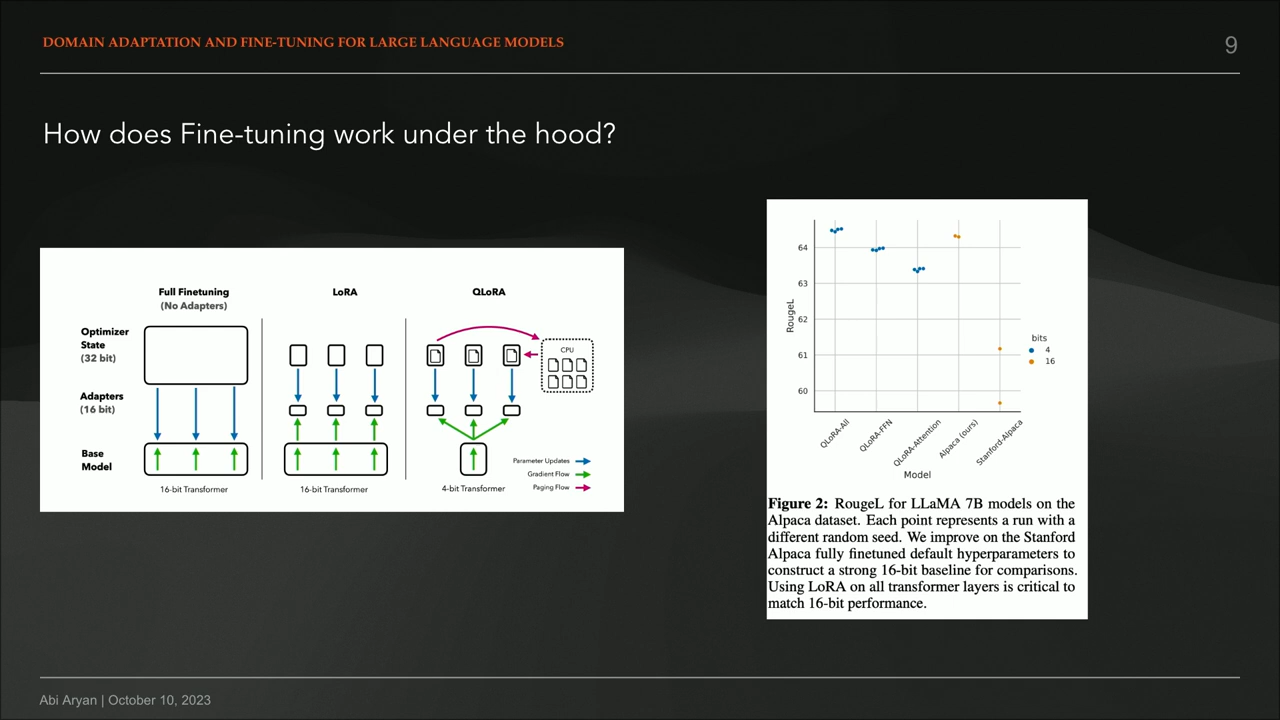 DOMAIN ADAPTATION AND FINE-TUNING FOR LARGE LANGUAGE MODELS
9
How does Fine-tuning work under the hood?
Full Finetuning
(No Adapters)
LoRA
QLoRA
Optimizer
State
(32 bit)
CPU
Adapters
(16 bit)
Base
Model
Parameter Updates
Gradient Flow
Paging Flow
16-bit Transformer
16-bit Transformer
4-bit Transformer
RougeL
64
63
62
61
60
bits
4
16
QLoRA-All
QLoRA-FFN
QLoRA-Attention
Alpaca (ours)
Stanford-Alpaca
Model
Figure 2: RougeL for LLaMA 7B models on the
Alpaca dataset. Each point represents a run with a
different random seed. We improve on the Stanford
Alpaca fully finetuned default hyperparameters to
construct a strong 16-bit baseline for comparisons.
Using LoRA on all transformer layers is critical to
match 16-bit performance.
Abi Aryan | October 10, 2023